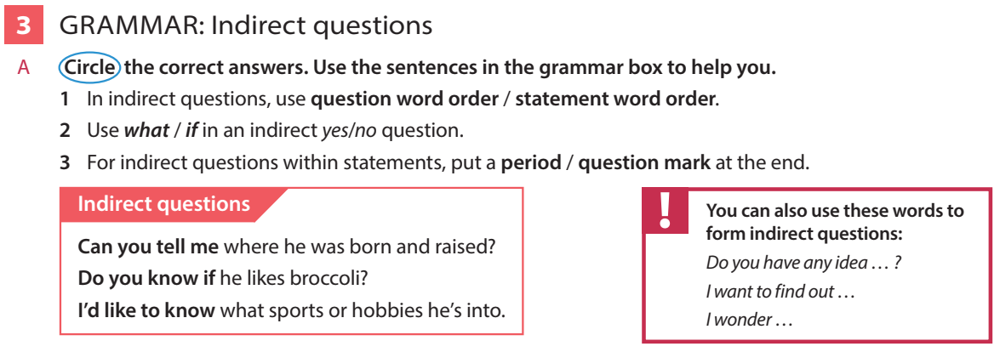 3 GRAMMAR: Indirect questions
A Circle the correct answers. Use the sentences in the grammar box to help you.
1 In indirect questions, use question word order / statement word order.
2 Use what / if in an indirect yes/no question.
3 For indirect questions within statements, put a period / question mark at the end.
Indirect questions
Can you tell me where he was born and raised?
Do you know if he likes broccoli?
I'd like to know what sports or hobbies he's into.
!
You can also use these words to
form indirect questions:
Do you have any idea … ?
I want to find out …
I wonder …